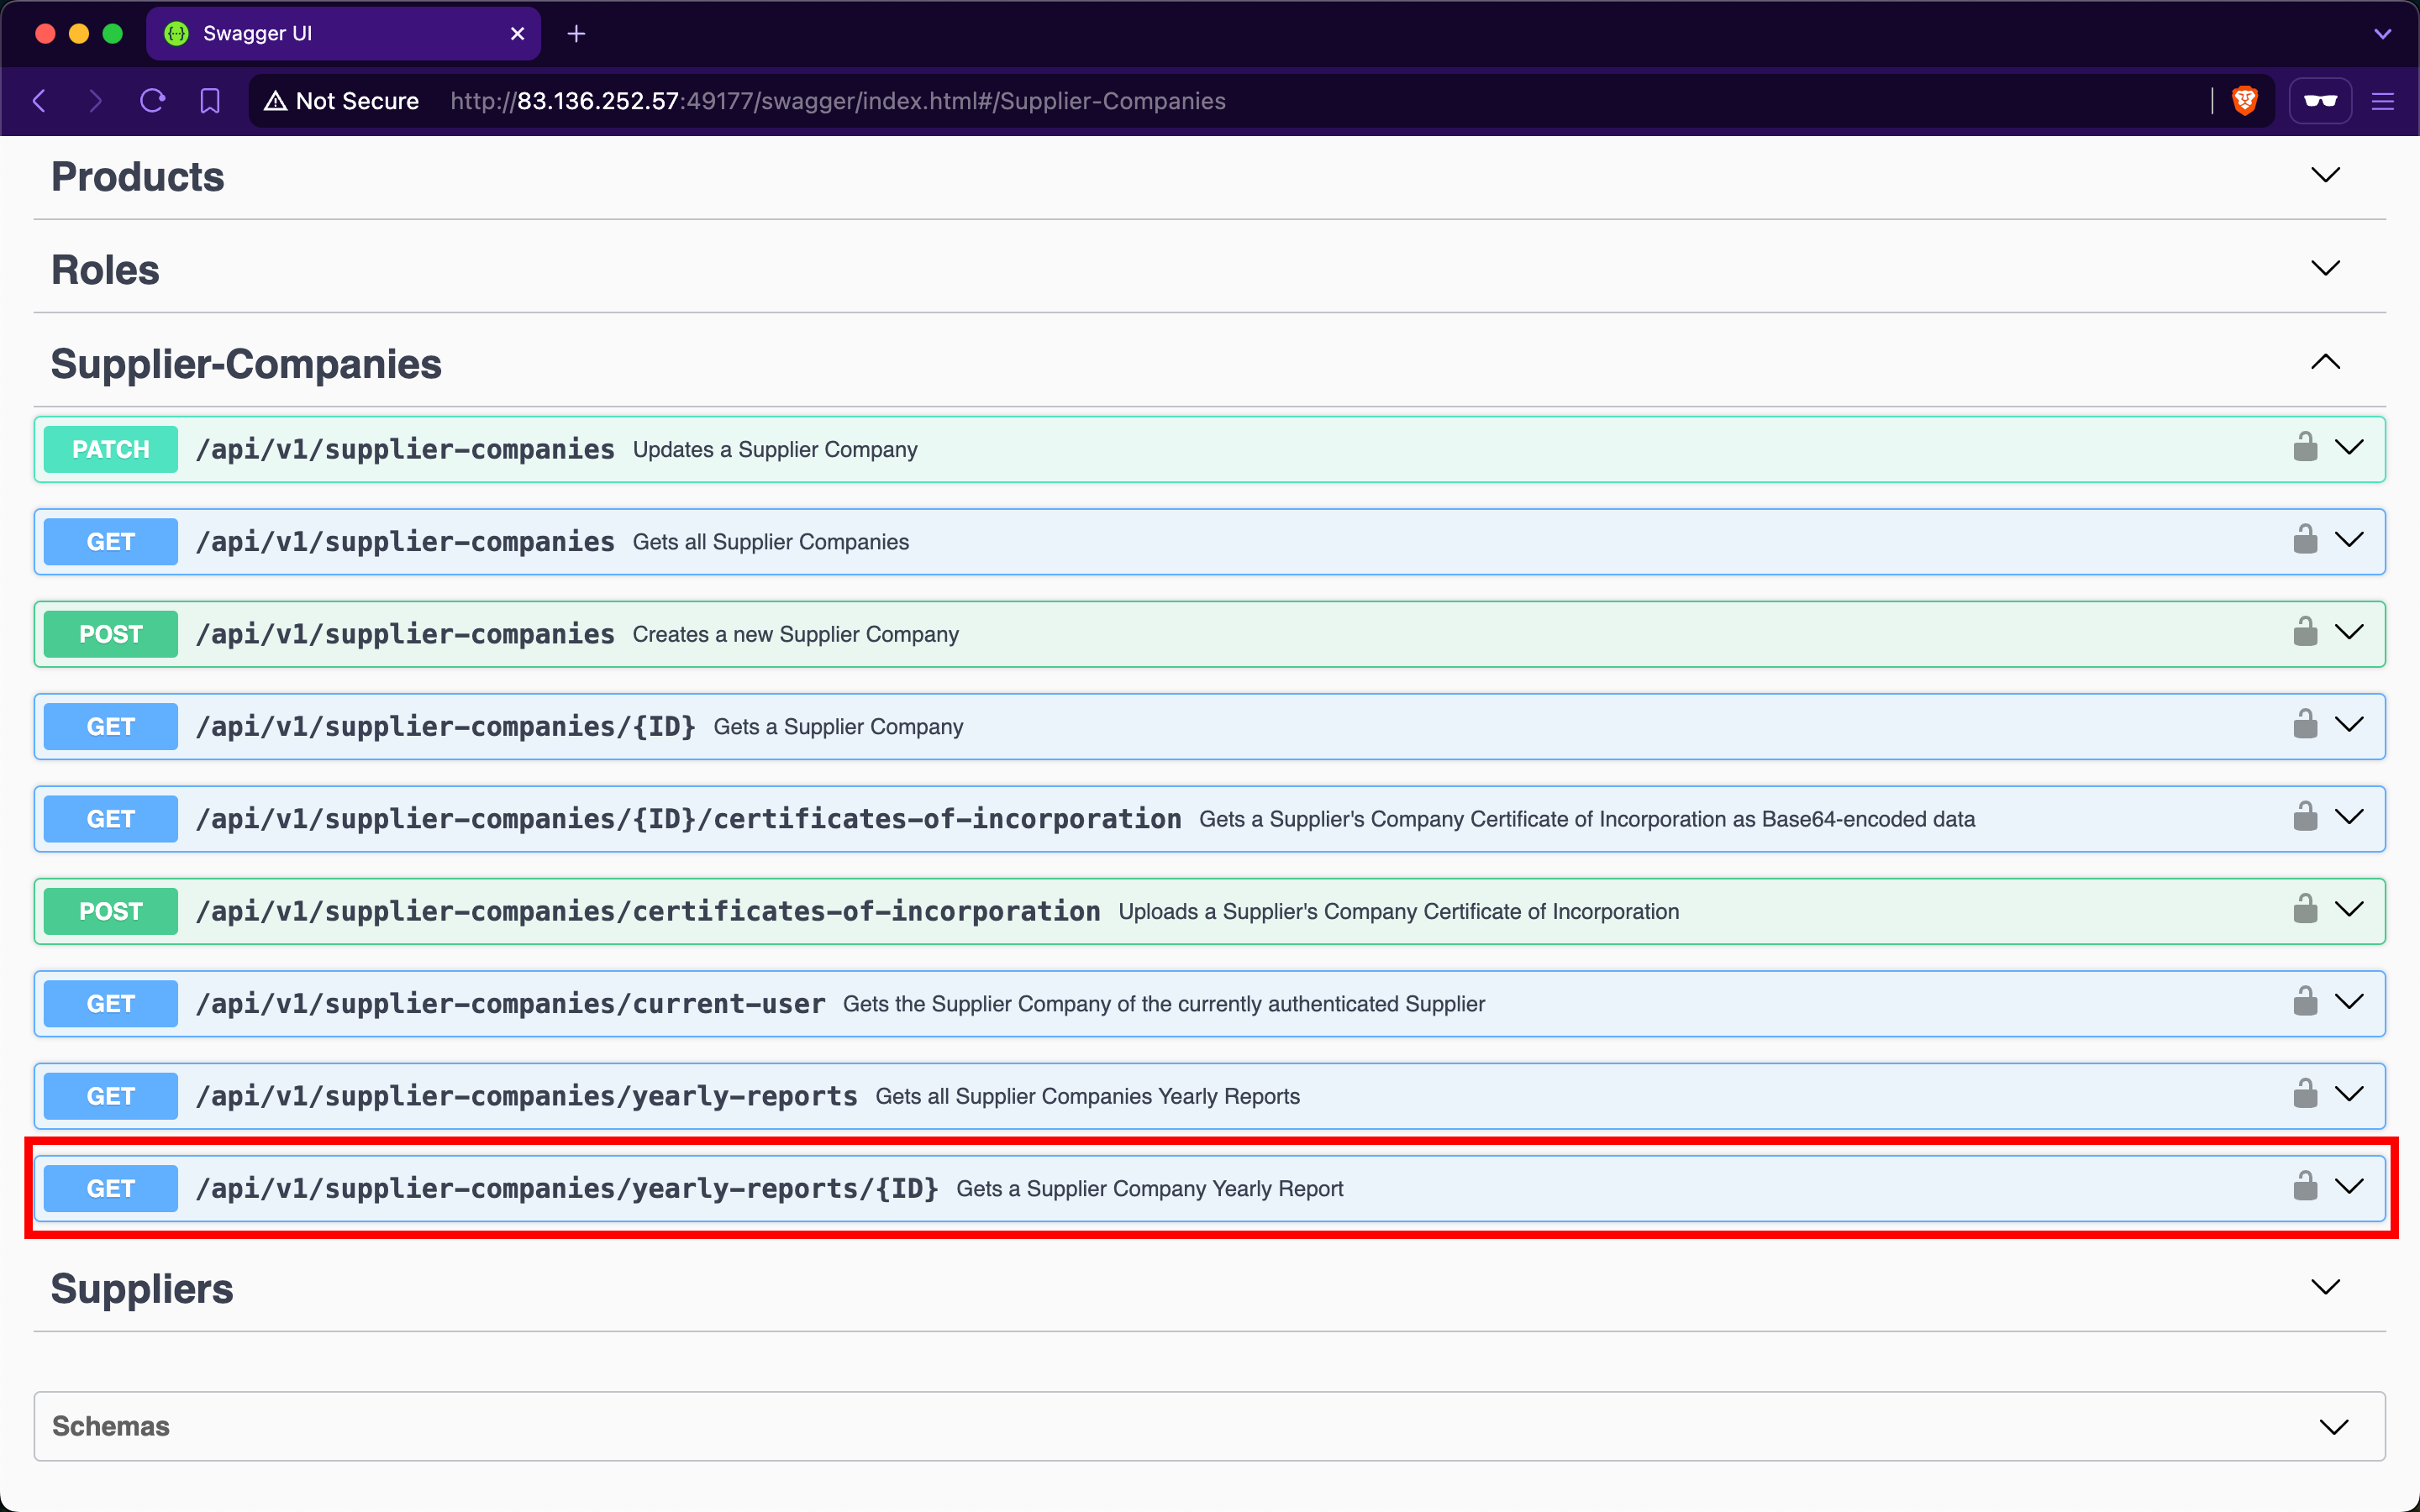 Swagger UI
Not Secure http://83.136.252.57:49177/swagger/index.html#/Supplier-Companies
Products
Roles
Supplier-Companies
PATCH /api/v1/supplier-companies Updates a Supplier Company
GET /api/v1/supplier-companies Gets all Supplier Companies
POST /api/v1/supplier-companies Creates a new Supplier Company
GET /api/v1/supplier-companies/{ID} Gets a Supplier Company
GET /api/v1/supplier-companies/{ID}/certificates-of-incorporation Gets a Supplier's Company Certificate of Incorporation as Base64-encoded data
POST /api/v1/supplier-companies/certificates-of-incorporation Uploads a Supplier's Company Certificate of Incorporation
GET /api/v1/supplier-companies/current-user Gets the Supplier Company of the currently authenticated Supplier
GET /api/v1/supplier-companies/yearly-reports Gets all Supplier Companies Yearly Reports
GET /api/v1/supplier-companies/yearly-reports/{ID} Gets a Supplier Company Yearly Report
Suppliers
Schemas